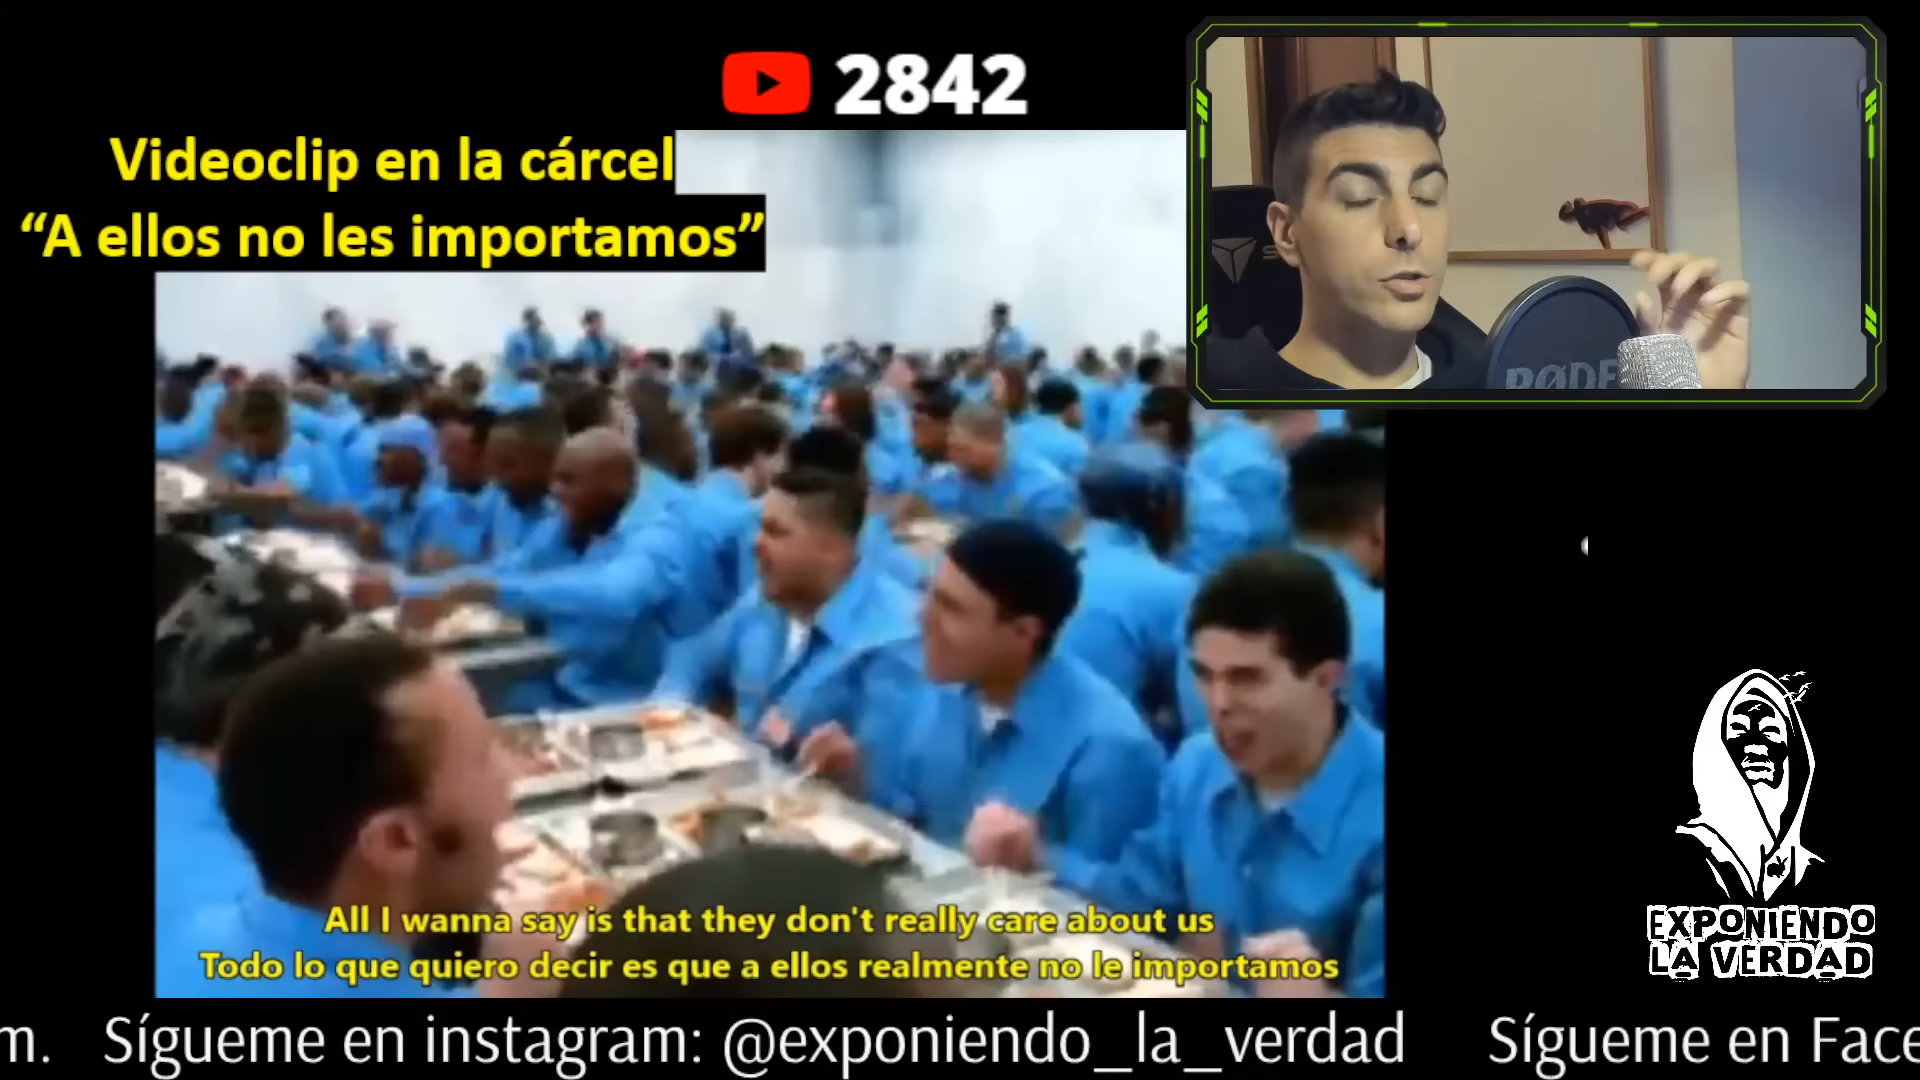 2842
Videoclip en la cárcel
“A ellos no les importamos”
RØDE
All I wanna say is that they don't really care about us
Todo lo que quiero decir es que a ellos realmente no le importamos
EXPONIENDO
LA VERDAD
m. Sígueme en instagram: @exponiendo_la_verdad Sígueme en Face